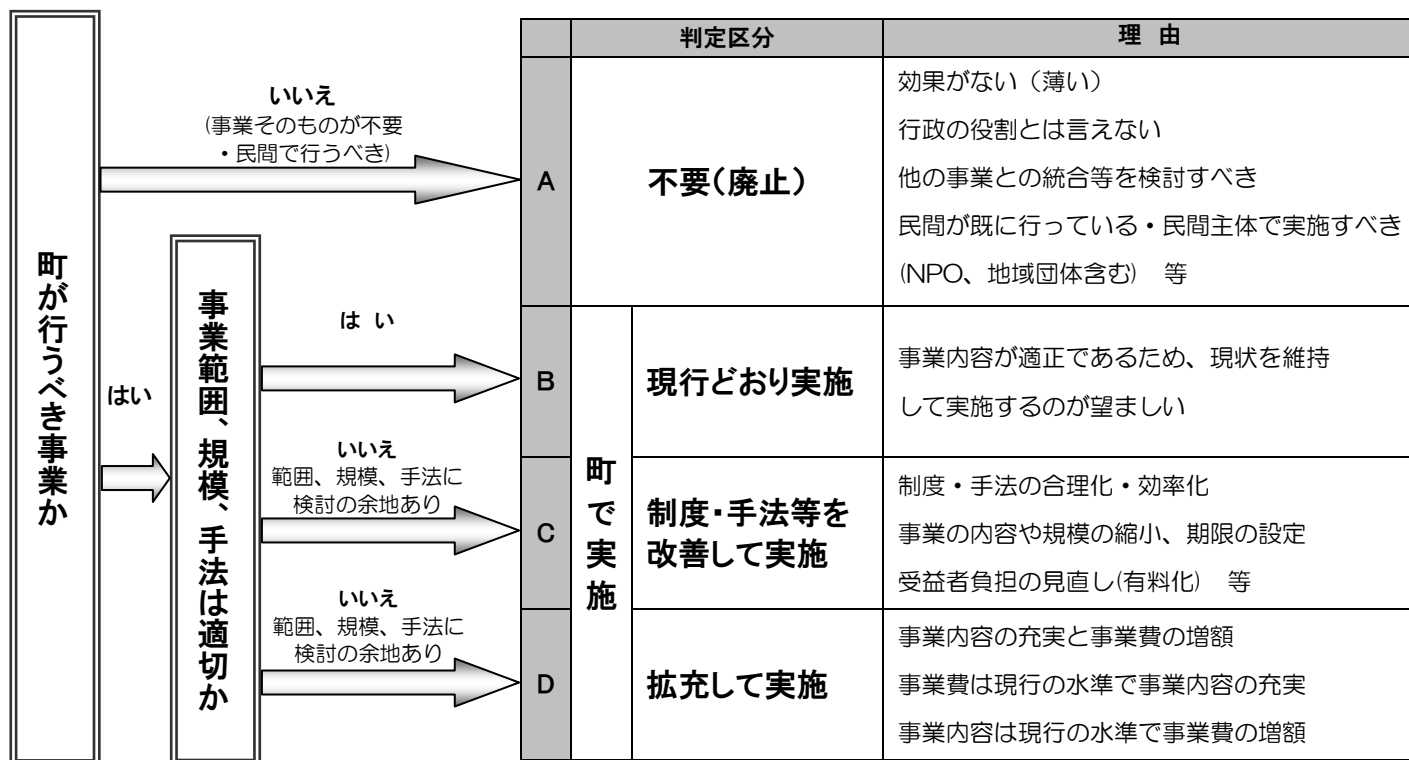 町が行うべき事業か
いいえ
(事業そのものが不要
・民間で行うべき)
はい
事業範囲、規模、手法は適切か
は い
いいえ
範囲、規模、手法に
検討の余地あり
いいえ
範囲、規模、手法に
検討の余地あり
判定区分
理 由
A
不要(廃止)
効果がない（薄い）
行政の役割とは言えない
他の事業との統合等を検討すべき
民間が既に行っている・民間主体で実施すべき
(NPO、地域団体含む)　等
町で実施
B
現行どおり実施
事業内容が適正であるため、現状を維持
して実施するのが望ましい
C
制度・手法等を
改善して実施
制度・手法の合理化・効率化
事業の内容や規模の縮小、期限の設定
受益者負担の見直し(有料化)　等
D
拡充して実施
事業内容の充実と事業費の増額
事業費は現行の水準で事業内容の充実
事業内容は現行の水準で事業費の増額